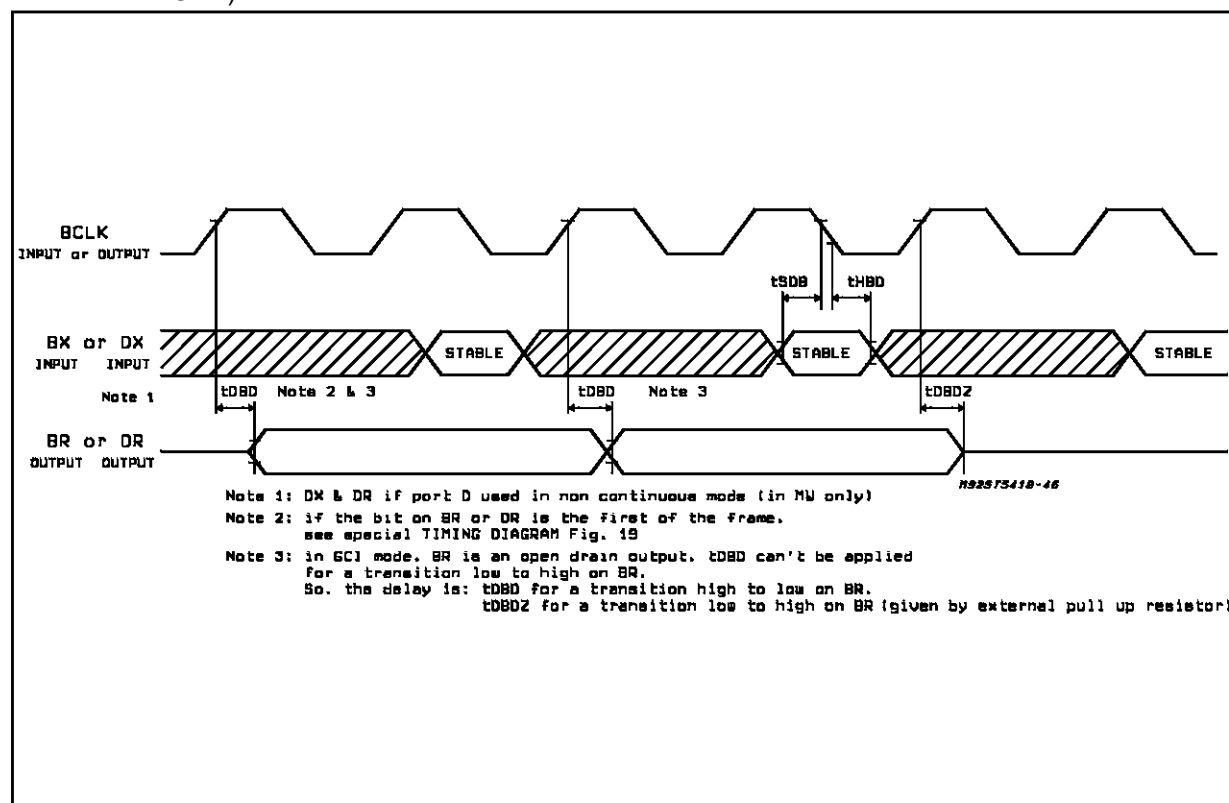 BCLK
INPUT or OUTPUT
tSDB tHBD
BX or DX
INPUT INPUT
STABLE STABLE STABLE
Note 1
tDBD Note 2 & 3 tDBD Note 3 tDBDZ
BR or DR
OUTPUT OUTPUT
M92ST5410-46
Note 1: DX & DR if port D used in non continuous mode (in MW only)
Note 2: if the bit on BR or DR is the first of the frame.
see special TIMING DIAGRAM Fig. 19
Note 3: in GCI mode. BR is an open drain output. tDBD can't be applied
for a transition low to high on BR.
So. the delay is: tDBD for a transition high to low on BR.
tDBDZ for a transition low to high on BR (given by external pull up resistor)